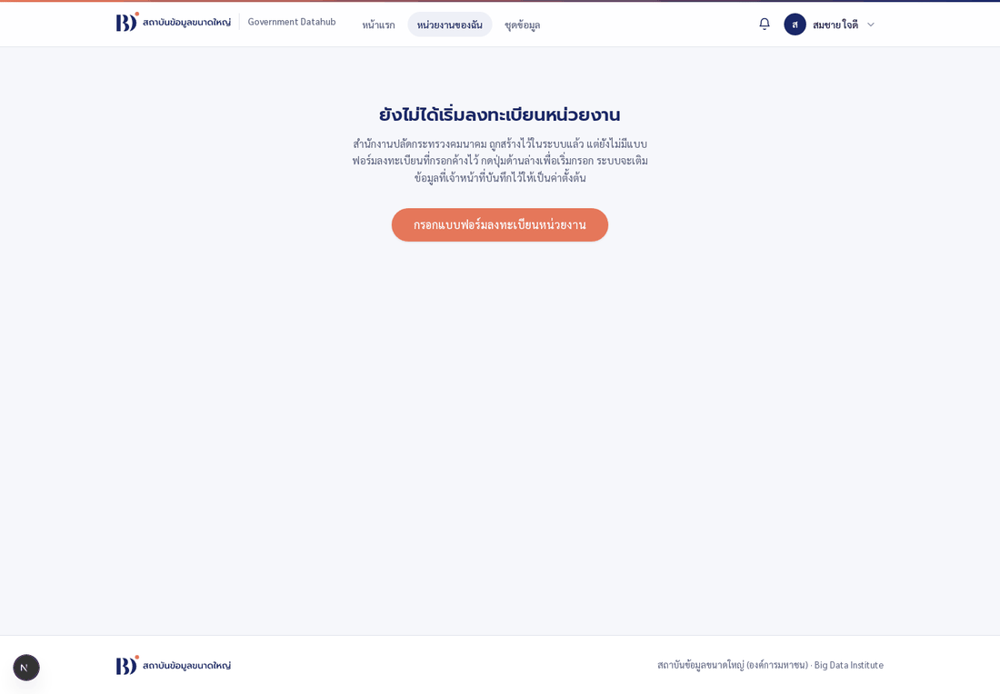 BD สถาบันข้อมูลขนาดใหญ่
Government Datahub
หน้าแรก
หน่วยงานของฉัน
ชุดข้อมูล
ส
สมชาย ใจดี
ยังไม่ได้เริ่มลงทะเบียนหน่วยงาน
สำนักงานปลัดกระทรวงคมนาคม ถูกสร้างไว้ในระบบแล้ว แต่ยังไม่มีแบบ
ฟอร์มลงทะเบียนที่กรอกค้างไว้ กดปุ่มด้านล่างเพื่อเริ่มกรอก ระบบจะเติม
ข้อมูลที่เจ้าหน้าที่บันทึกไว้ให้เป็นค่าตั้งต้น
กรอกแบบฟอร์มลงทะเบียนหน่วยงาน
N
BD สถาบันข้อมูลขนาดใหญ่
สถาบันข้อมูลขนาดใหญ่ (องค์การมหาชน) · Big Data Institute